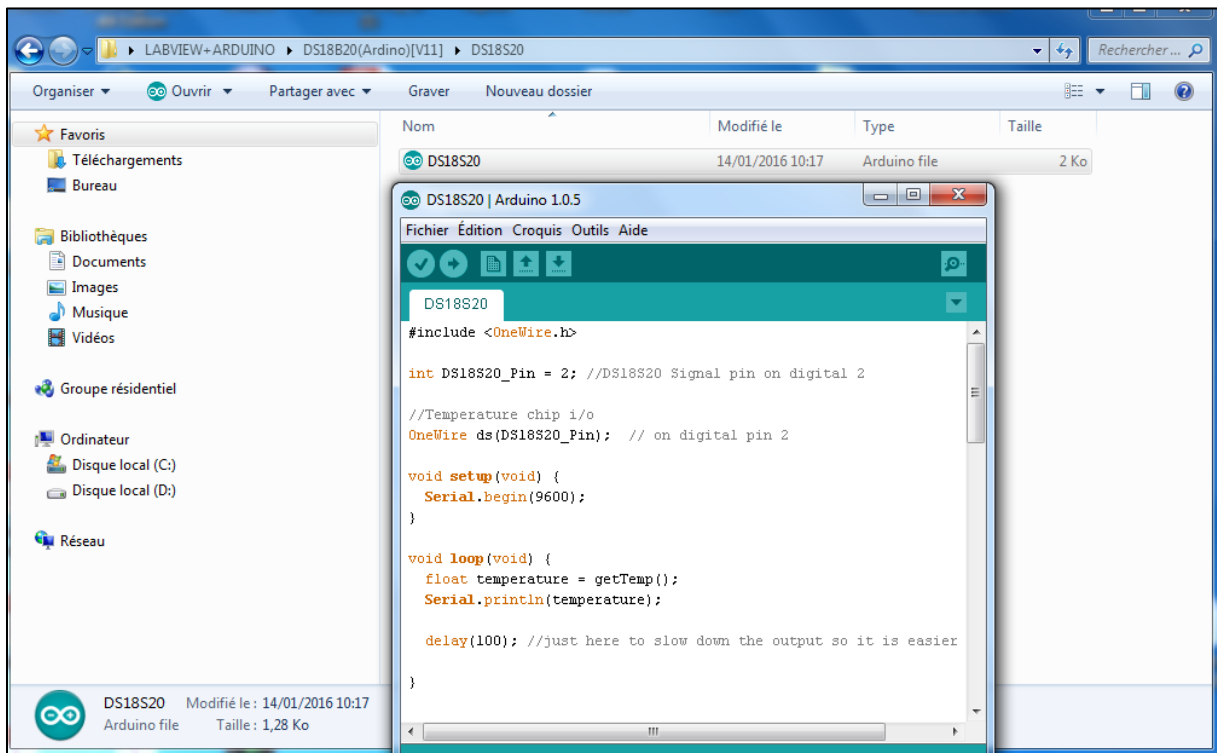 LABVIEW+ARDUINO DS18B20(Ardino)[V11] DS18S20
Rechercher ...
Organiser Ouvrir Partager avec Graver Nouveau dossier
Favoris
Téléchargements
Bureau
Bibliothèques
Documents
Images
Musique
Vidéos
Groupe résidentiel
Ordinateur
Disque local (C:)
Disque local (D:)
Réseau
Nom Modifié le Type Taille
DS18S20 14/01/2016 10:17 Arduino file 2 Ko
DS18S20 | Arduino 1.0.5
Fichier Édition Croquis Outils Aide
DS18S20
#include <OneWire.h>
int DS18S20_Pin = 2; //DS18S20 Signal pin on digital 2
//Temperature chip i/o
OneWire ds(DS18S20_Pin);  // on digital pin 2
void setup(void) {
  Serial.begin(9600);
}
void loop(void) {
  float temperature = getTemp();
  Serial.println(temperature);
  delay(100); //just here to slow down the output so it is easier
}
DS18S20 Modifié le : 14/01/2016 10:17
Arduino file Taille : 1,28 Ko